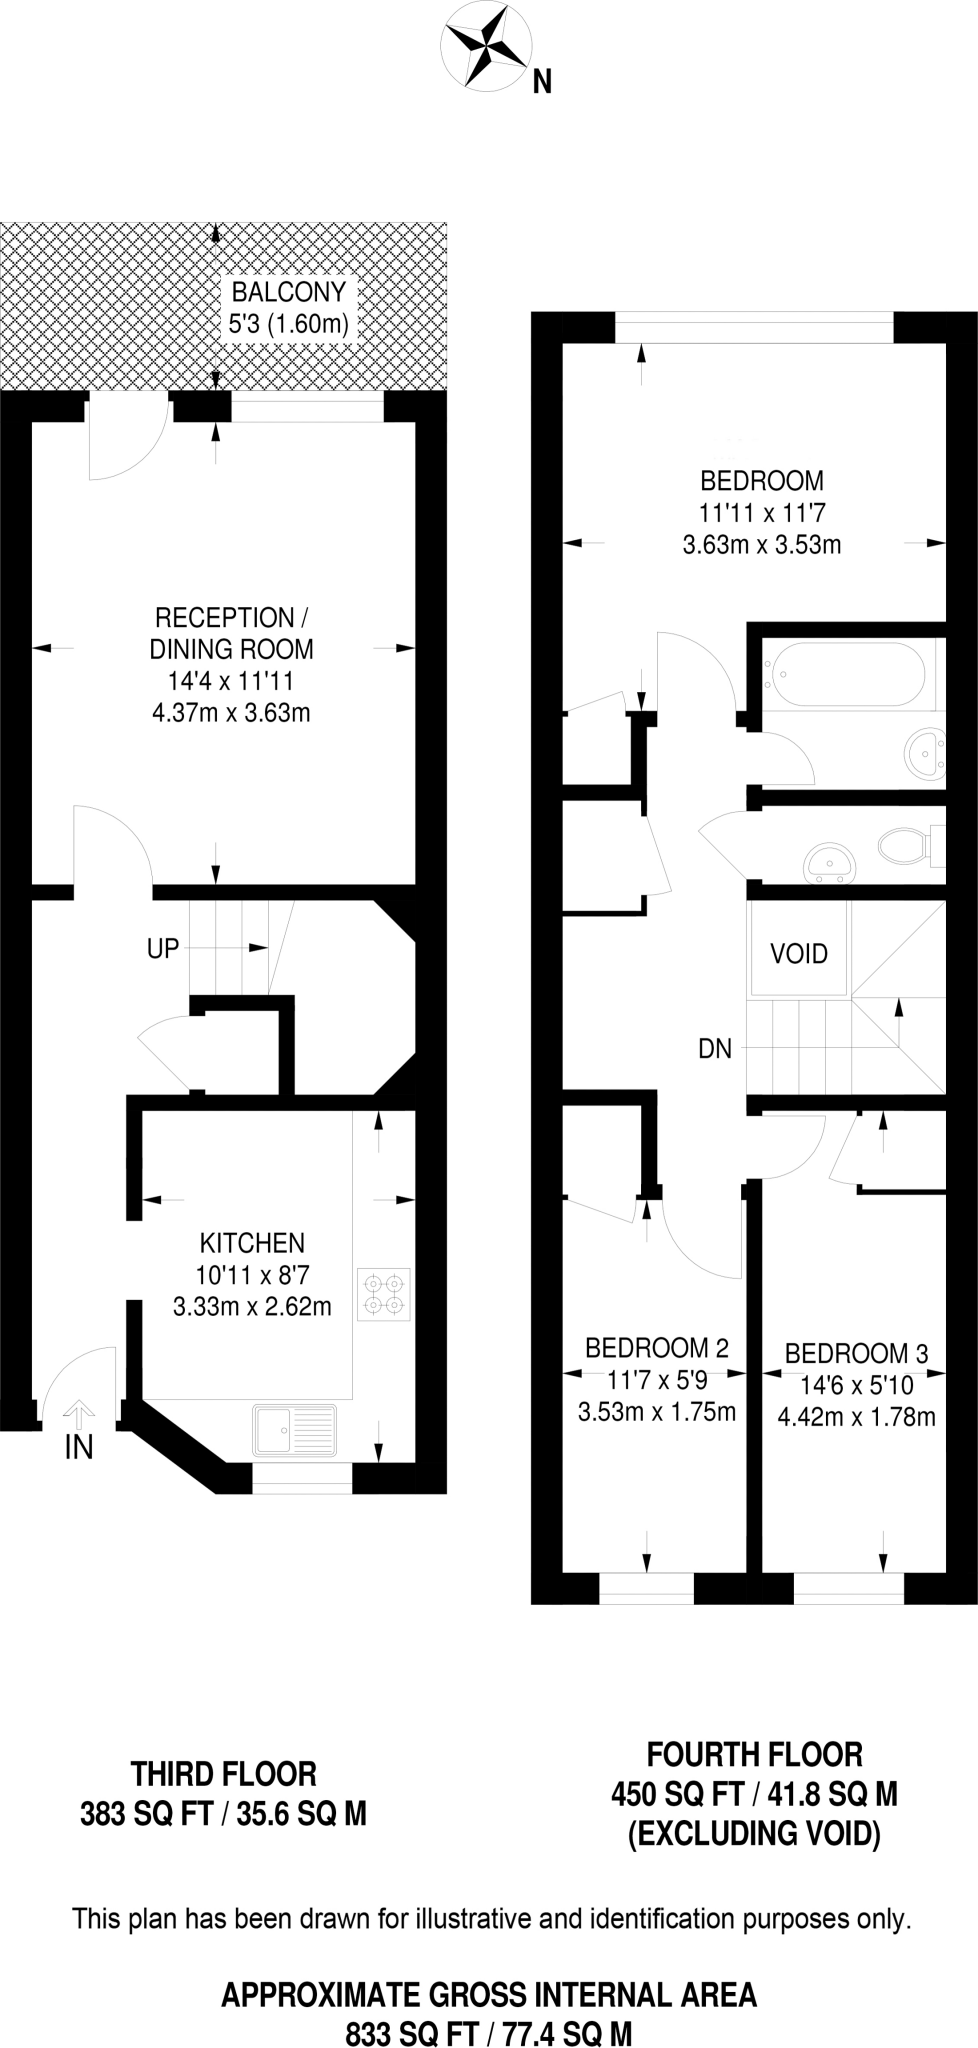 N
BALCONY
5'3 (1.60m)
RECEPTION /
DINING ROOM
14'4 x 11'11
4.37m x 3.63m
UP
KITCHEN
10'11 x 8'7
3.33m x 2.62m
IN
BEDROOM
11'11 x 11'7
3.63m x 3.53m
VOID
DN
BEDROOM 2
11'7 x 5'9
3.53m x 1.75m
BEDROOM 3
14'6 x 5'10
4.42m x 1.78m
THIRD FLOOR
383 SQ FT / 35.6 SQ M
FOURTH FLOOR
450 SQ FT / 41.8 SQ M
(EXCLUDING VOID)
This plan has been drawn for illustrative and identification purposes only.
APPROXIMATE GROSS INTERNAL AREA
833 SQ FT / 77.4 SQ M